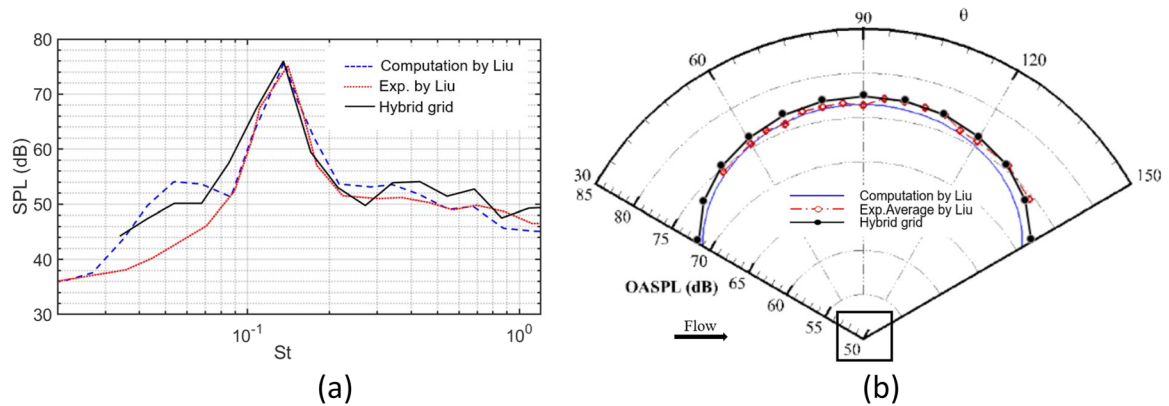 80
70
60
50
40
30
SPL (dB)
10⁻¹
10⁰
St
Computation by Liu
Exp. by Liu
Hybrid grid
(a)
90
θ
60
120
30
150
85
80
75
70
65
60
55
50
OASPL (dB)
Computation by Liu
Exp.Average by Liu
Hybrid grid
Flow
(b)